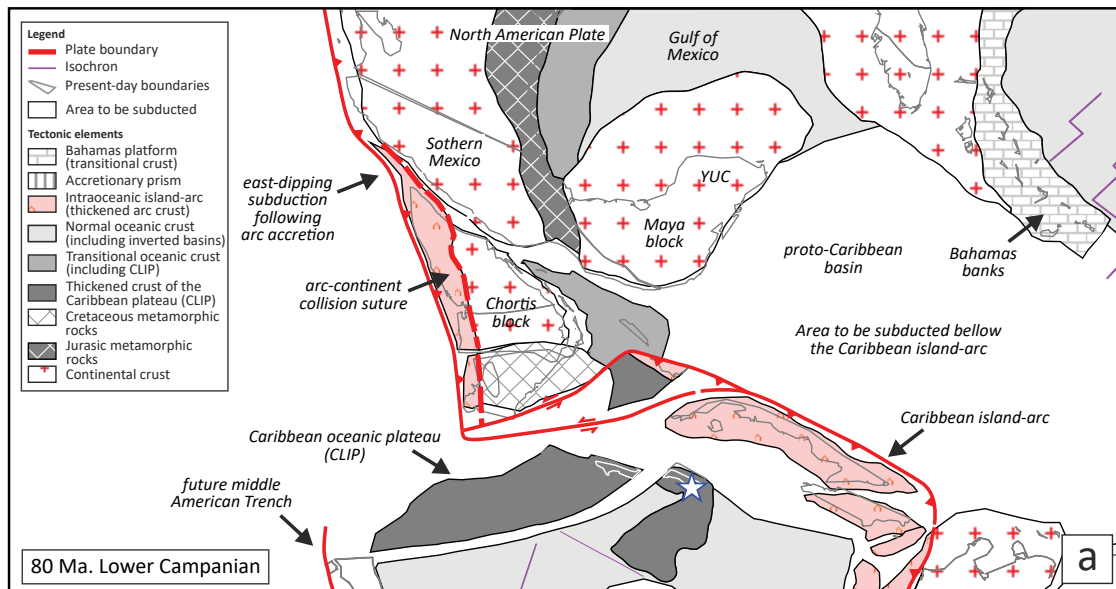 Legend
Plate boundary
Isochron
Present-day boundaries
Area to be subducted
Tectonic elements
Bahamas platform
(transitional crust)
Accretionary prism
Intraoceanic island-arc
(thickened arc crust)
Normal oceanic crust
(including inverted basins)
Transitional oceanic crust
(including CLIP)
Thickened crust of the
Caribbean plateau (CLIP)
Cretaceous metamorphic
rocks
Jurasic metamorphic
rocks
Continental crust
North American Plate
Gulf of
Mexico
Sothern
Mexico
YUC
Maya
block
east-dipping
subduction
following
arc accretion
proto-Caribbean
basin
Bahamas
banks
arc-continent
collision suture
Chortis
block
Area to be subducted bellow
the Caribbean island-arc
Caribbean island-arc
Caribbean oceanic plateau
(CLIP)
future middle
American Trench
80 Ma. Lower Campanian
a